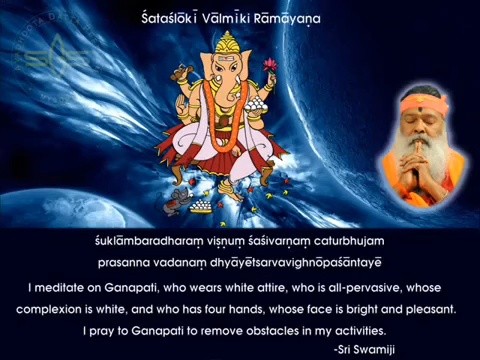 Śataślōkī Vālmīki Rāmāyaṇa
śuklāmbaradharaṃ viṣṇuṃ śaśivarṇaṃ caturbhujam
prasanna vadanaṃ dhyāyētsarvavighnōpaśāntayē
I meditate on Ganapati, who wears white attire, who is all-pervasive, whose
complexion is white, and who has four hands, whose face is bright and pleasant.
I pray to Ganapati to remove obstacles in my activities.
-Sri Swamiji